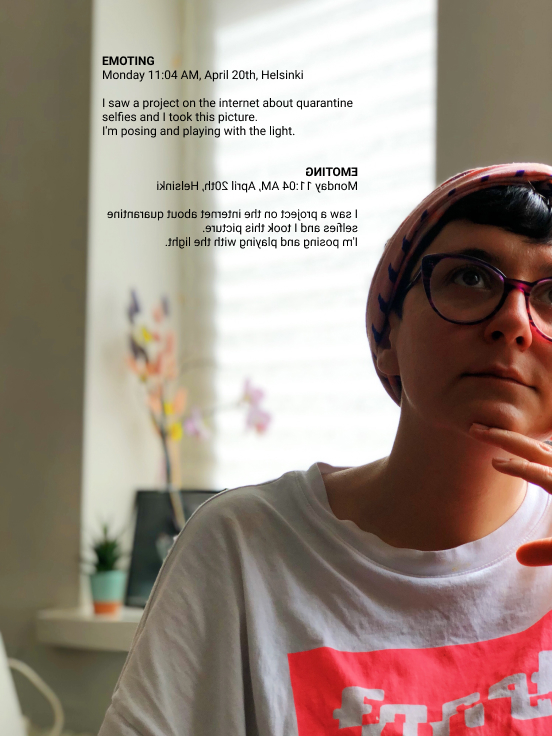 EMOTING
Monday 11:04 AM, April 20th, Helsinki
I saw a project on the internet about quarantine
selfies and I took this picture.
I'm posing and playing with the light.
EMOTING
Monday 11:04 AM, April 20th, Helsinki
I saw a project on the internet about quarantine
selfies and I took this picture.
I'm posing and playing with the light.